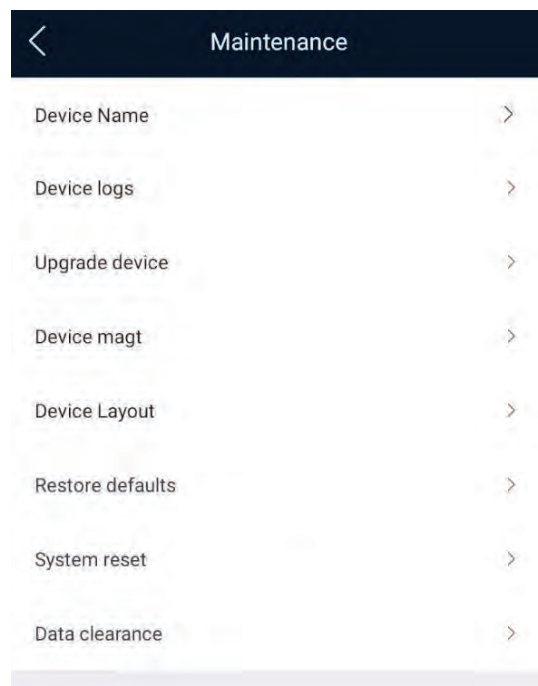 Maintenance
Device Name
Device logs
Upgrade device
Device magt
Device Layout
Restore defaults
System reset
Data clearance